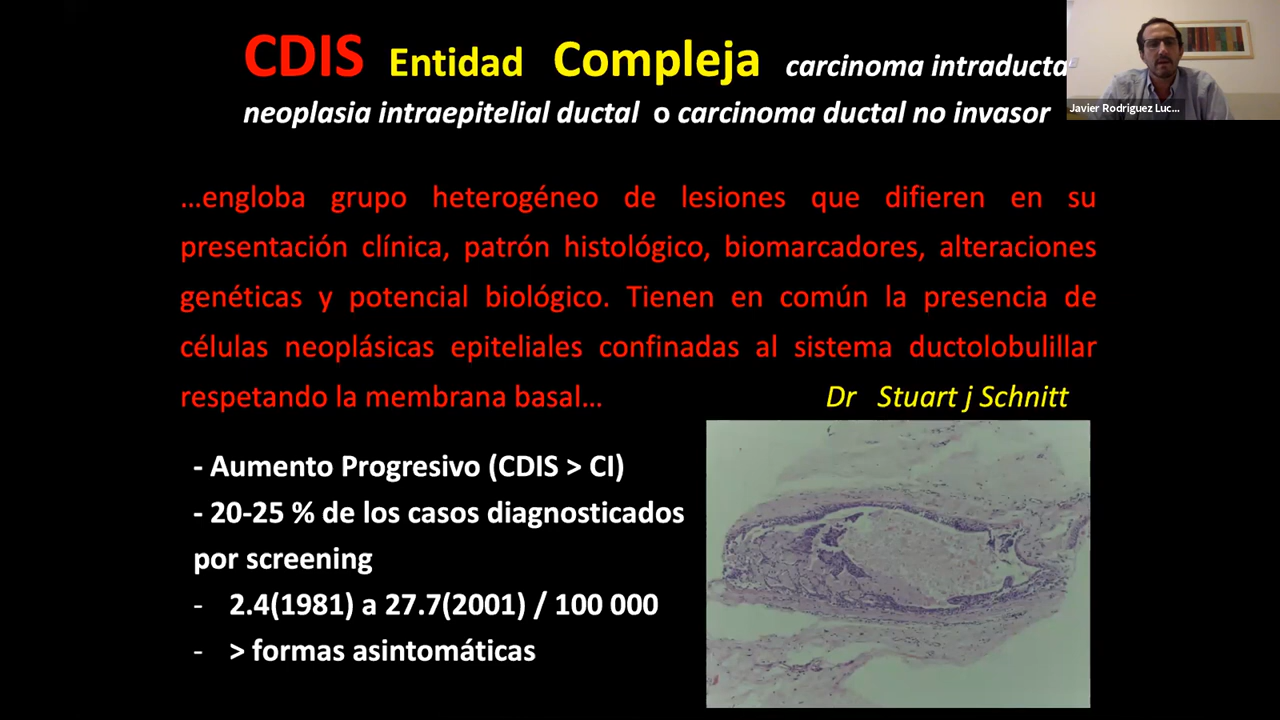 CDIS Entidad Compleja carcinoma intraducta
neoplasia intraepitelial ductal o carcinoma ductal no invasor
Javier Rodríguez Luc...
...engloba grupo heterogéneo de lesiones que difieren en su
presentación clínica, patrón histológico, biomarcadores, alteraciones
genéticas y potencial biológico. Tienen en común la presencia de
células neoplásicas epiteliales confinadas al sistema ductolobulillar
respetando la membrana basal...
Dr Stuart j Schnitt
- Aumento Progresivo (CDIS > CI)
- 20-25 % de los casos diagnosticados
por screening
- 2.4(1981) a 27.7(2001) / 100 000
- > formas asintomáticas